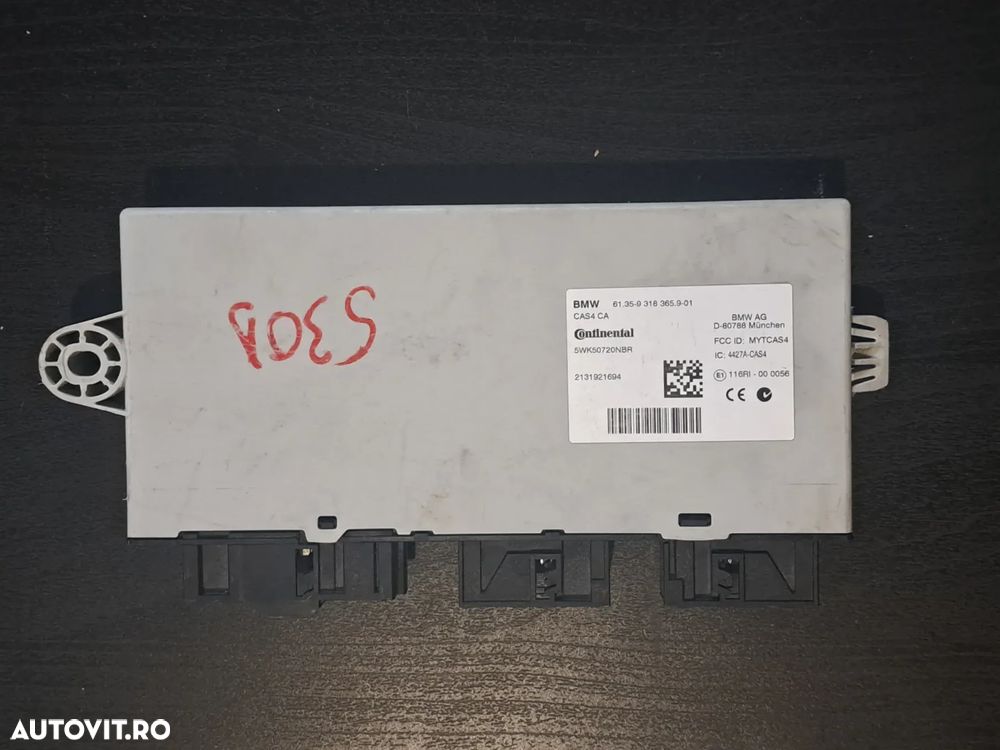 530A
BMW 61.35-9 318 365.9-01
CAS4 CA
Continental
5WK50720NBR
2131921694
BMW AG
D-80788 München
FCC ID: MYTCAS4
IC: 4427A-CAS4
E1 116RI - 00 0056
CE
AUTOVIT.RO